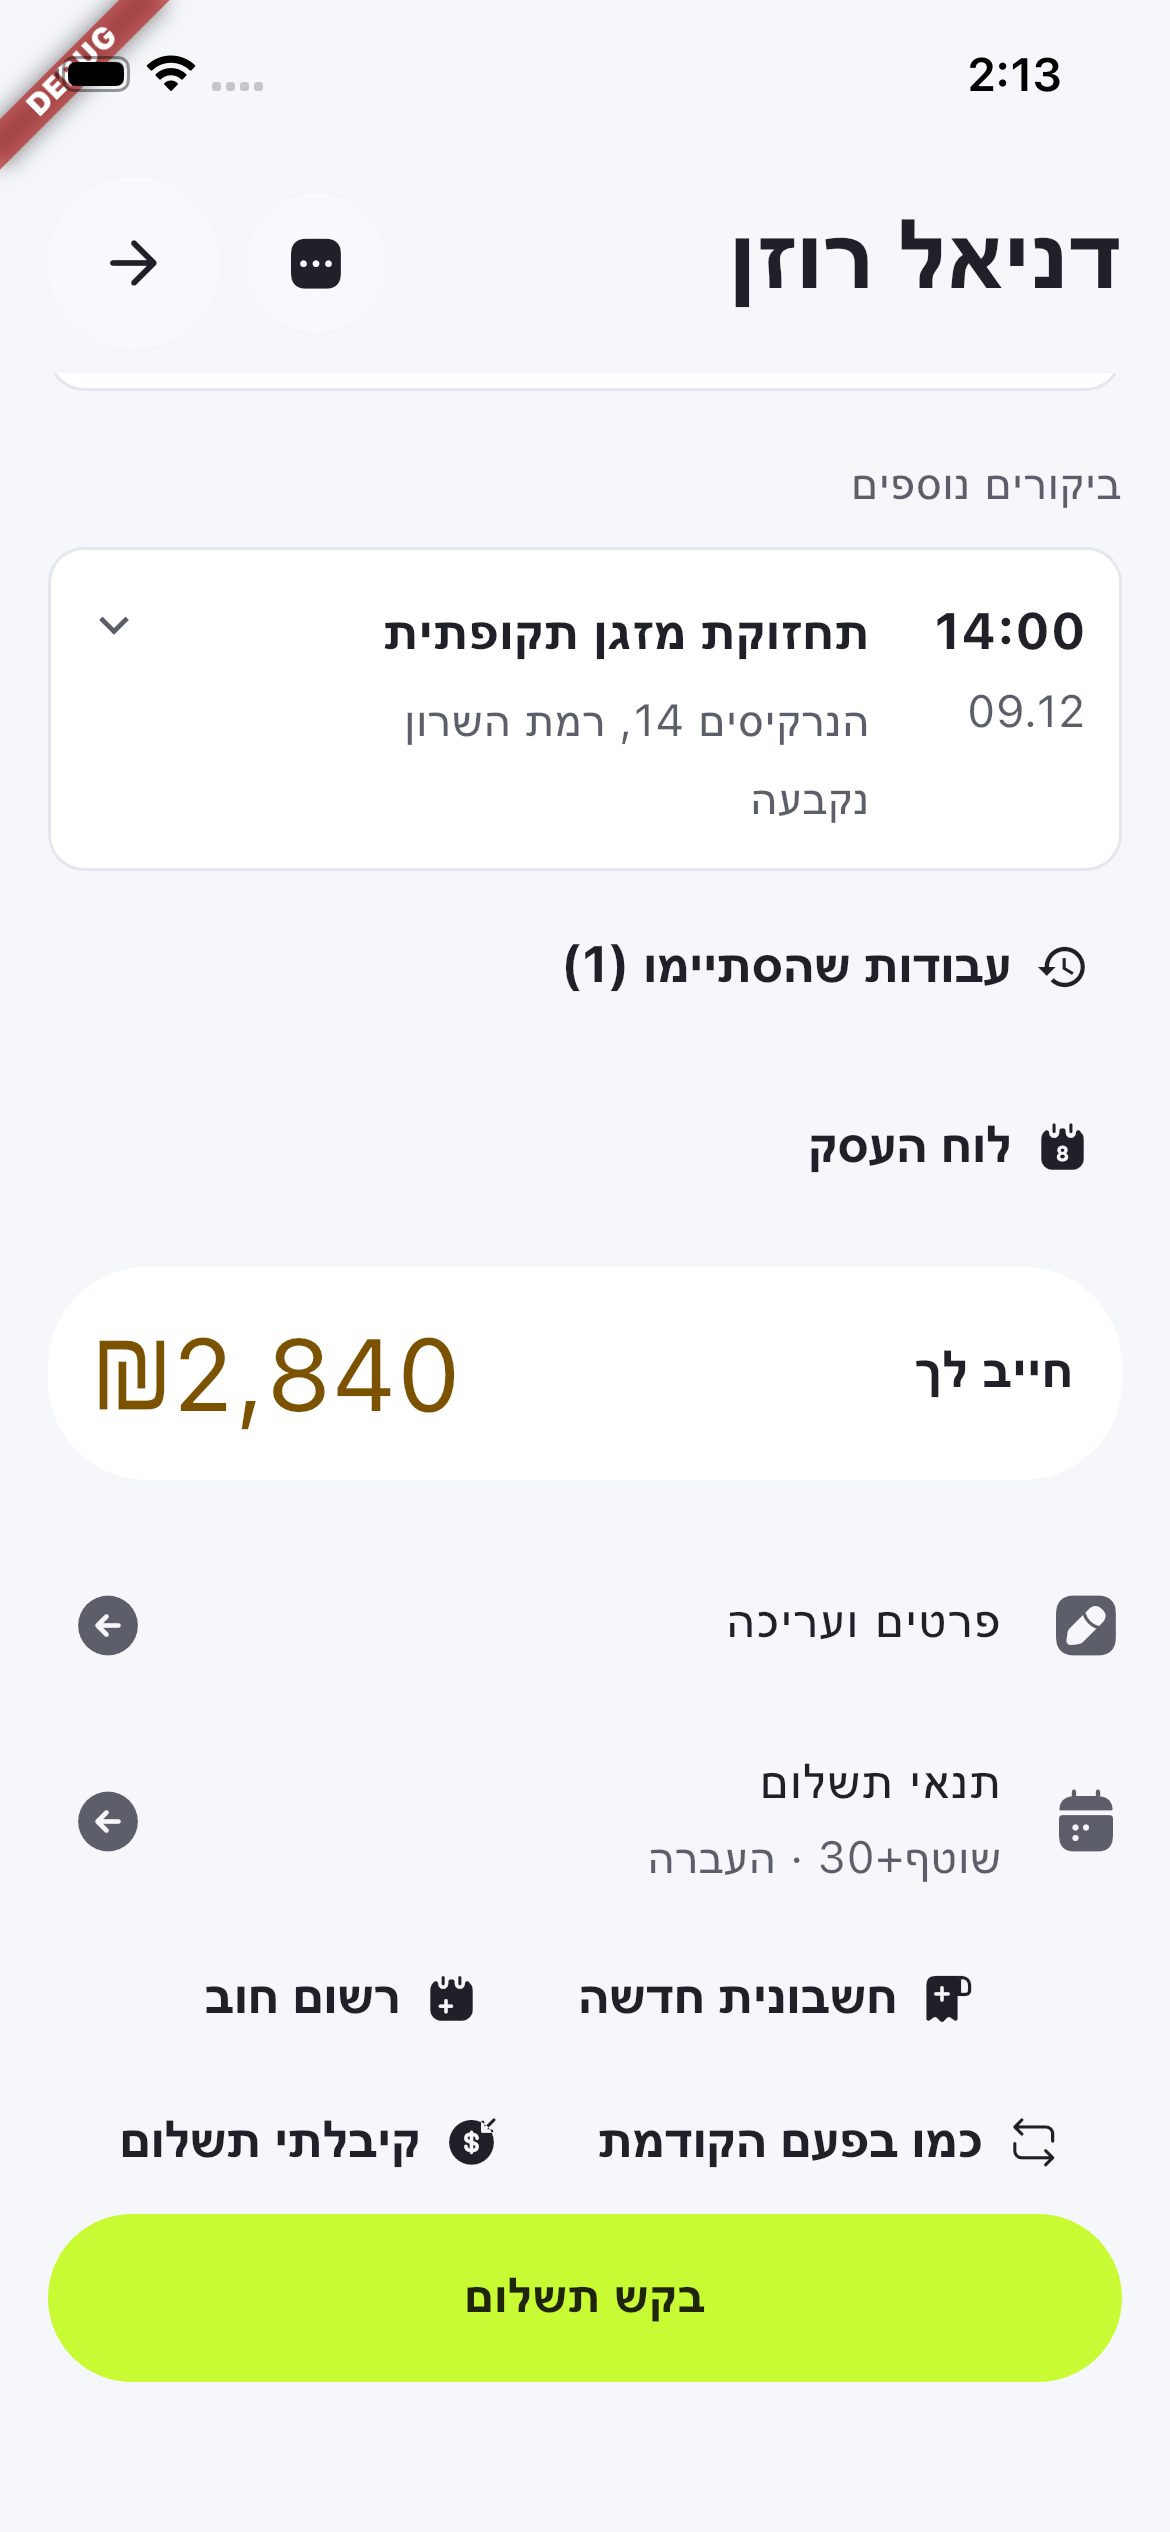 DEBUG
2:13
דניאל רוזן
ביקורים נוספים
14:00 תחזוקת מזגן תקופתית
09.12 הנרקיסים 14, רמת השרון
נקבעה
עבודות שהסתיימו (1)
8 לוח העסק
חייב לך ₪2,840
פרטים ועריכה
תנאי תשלום
שוטף+30 · העברה
חשבונית חדשה רשום חוב
כמו בפעם הקודמת קיבלתי תשלום
בקש תשלום